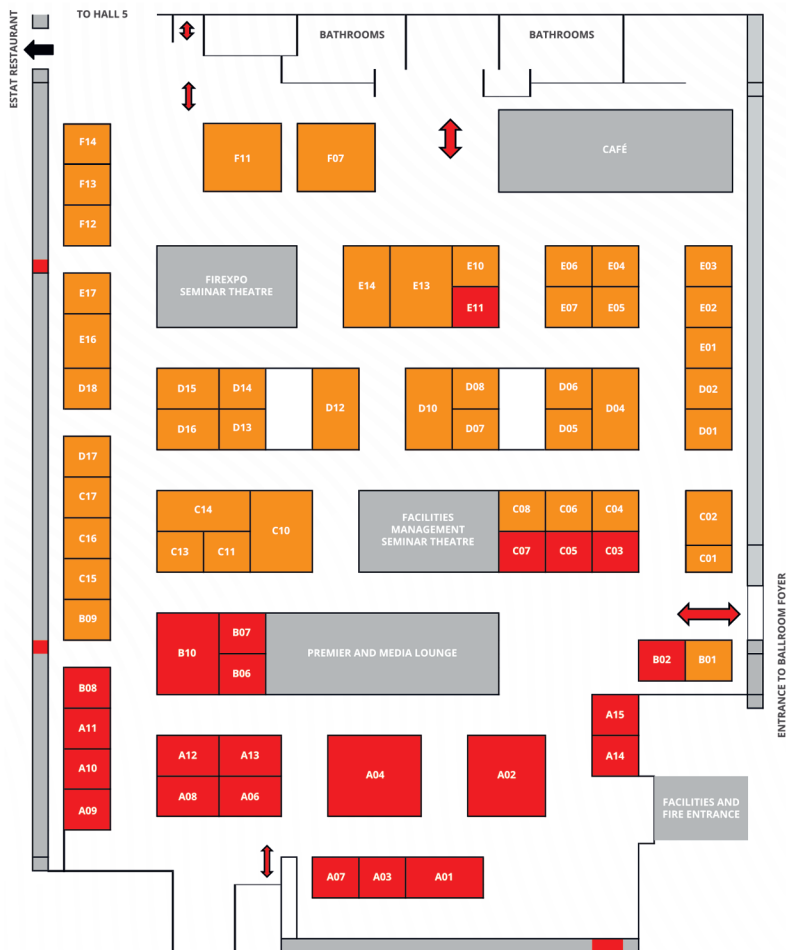 TO HALL 5
ESTAT RESTAURANT
BATHROOMS
BATHROOMS
F14
F13
F12
F11
F07
CAFÉ
FIREXPO
SEMINAR THEATRE
E14
E13
E10
E11
E06
E04
E07
E05
E03
E02
E01
D02
D01
E17
E16
D18
D15
D14
D16
D13
D12
D10
D08
D07
D06
D05
D04
D17
C17
C16
C15
B09
C14
C13
C11
C10
FACILITIES
MANAGEMENT
SEMINAR THEATRE
C08
C06
C04
C07
C05
C03
C02
C01
ENTRANCE TO BALLROOM FOYER
B10
B07
B06
PREMIER AND MEDIA LOUNGE
B02
B01
B08
A11
A10
A09
A12
A13
A08
A06
A04
A02
A15
A14
FACILITIES AND
FIRE ENTRANCE
A07
A03
A01